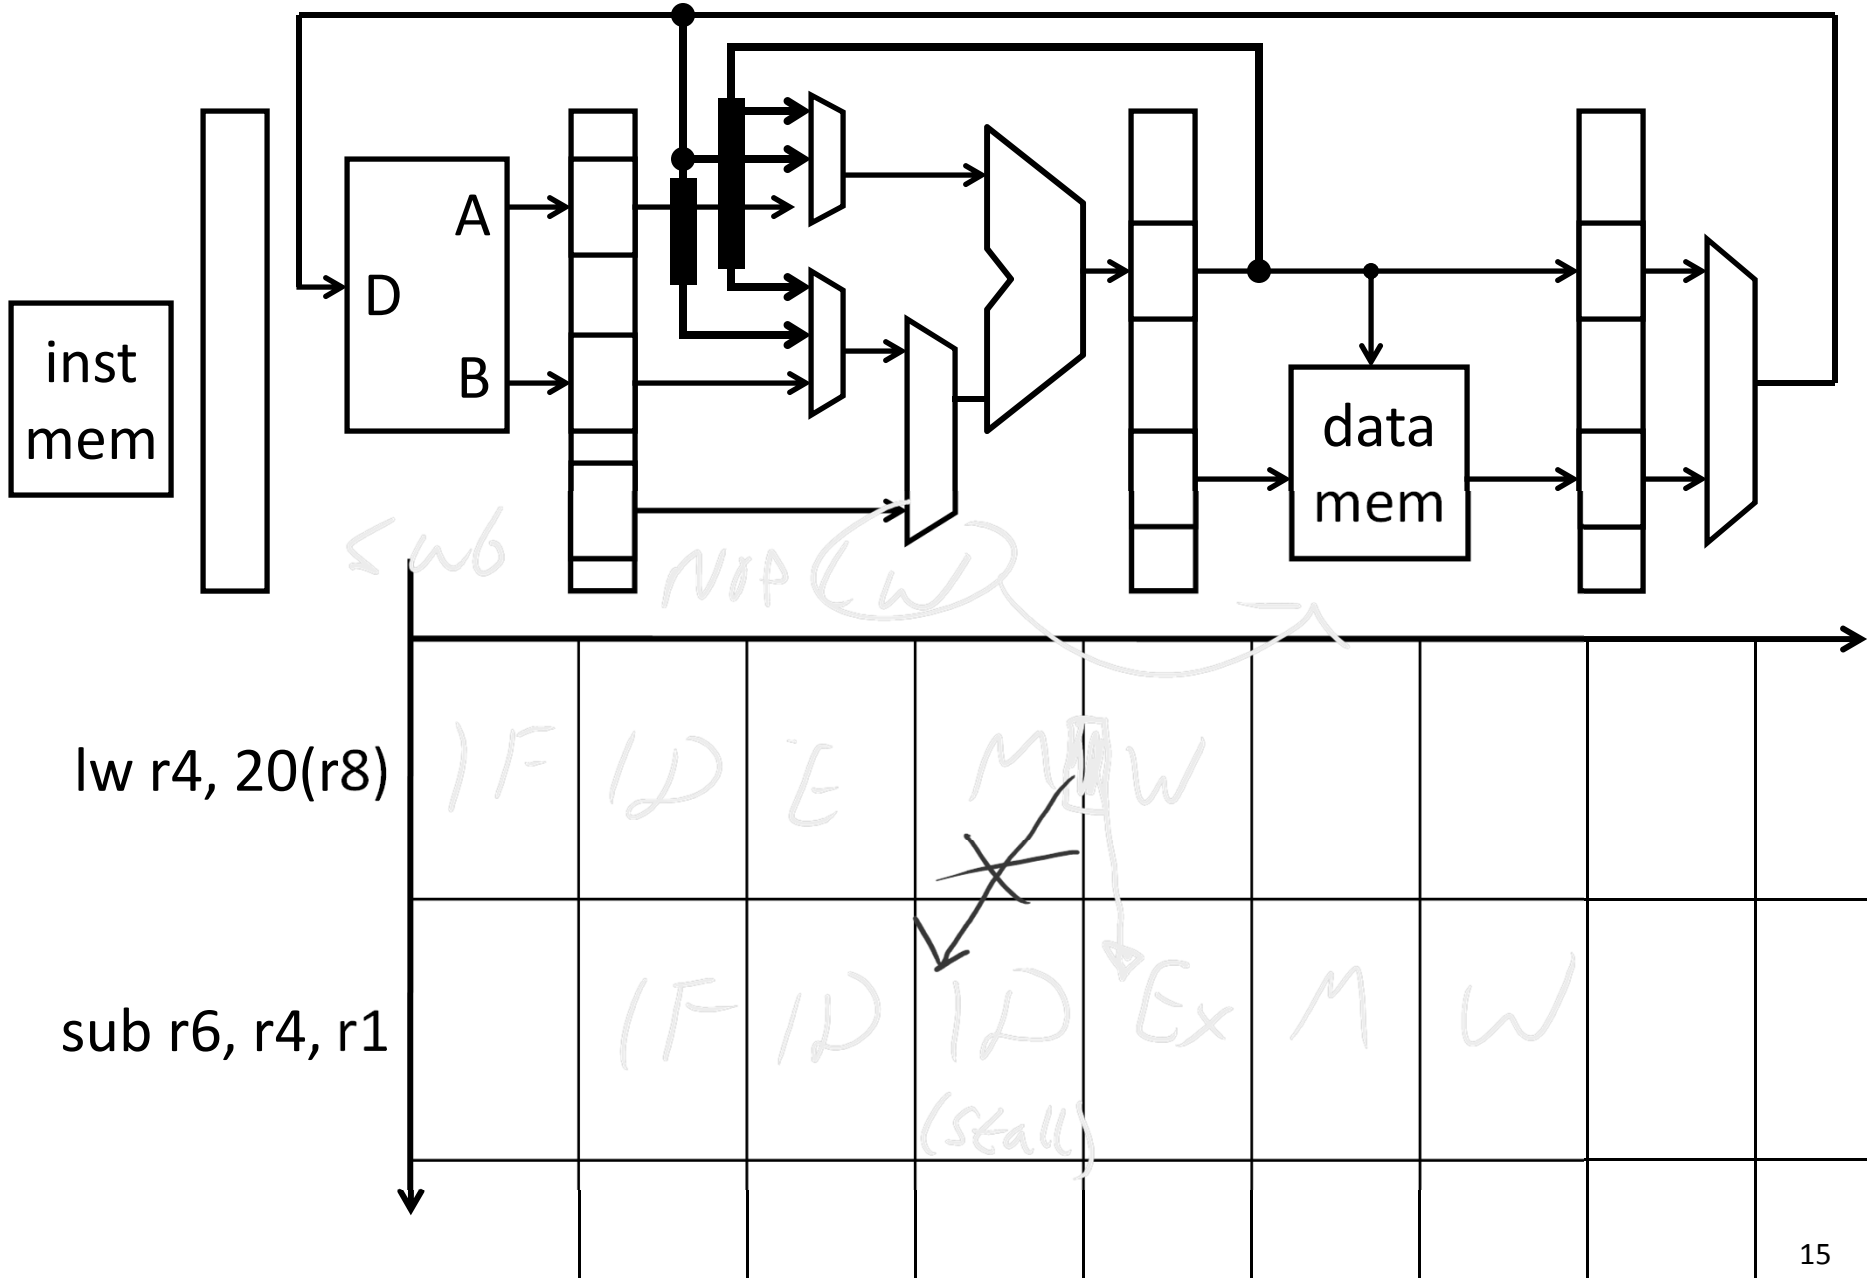 A
D
B
inst
mem
data
mem
sub NOP LW
lw r4, 20(r8)
IF ID E M W
sub r6, r4, r1
IF ID ID Ex M W
(stall)
15